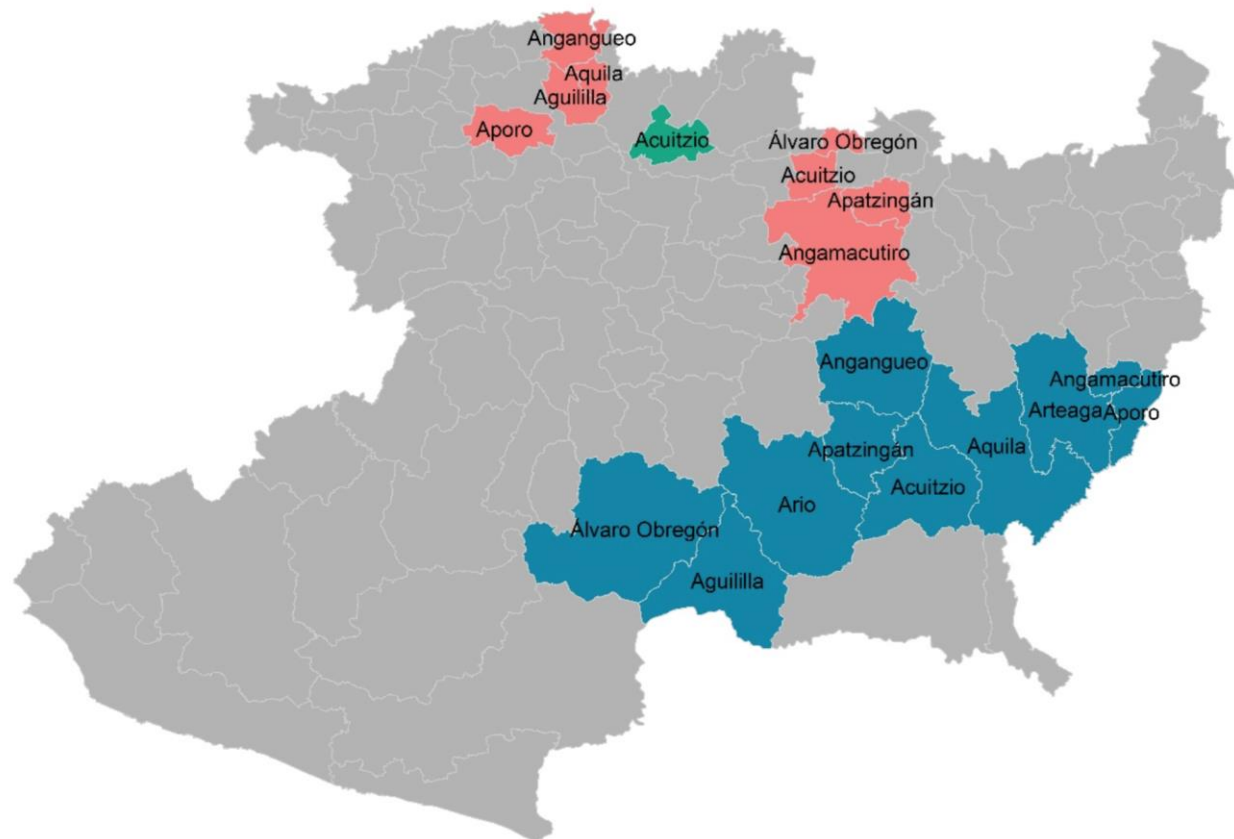 Angangueo
Aquila
Aguililla
Aporo
Acuitzio
Álvaro Obregón
Acuitzio
Apatzingán
Angamacutiro
Angangueo
Angamacutiro
Arteaga
Aporo
Apatzingán
Aquila
Acuitzio
Ario
Álvaro Obregón
Aguililla